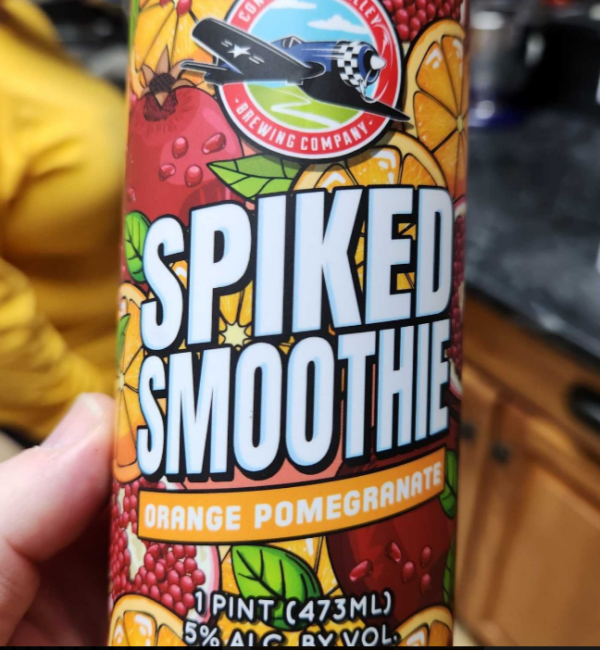 BREWING COMPANY
SPIKED
SMOOTHIE
ORANGE POMEGRANATE
1 PINT (473ML)
5% ALC. BY VOL.